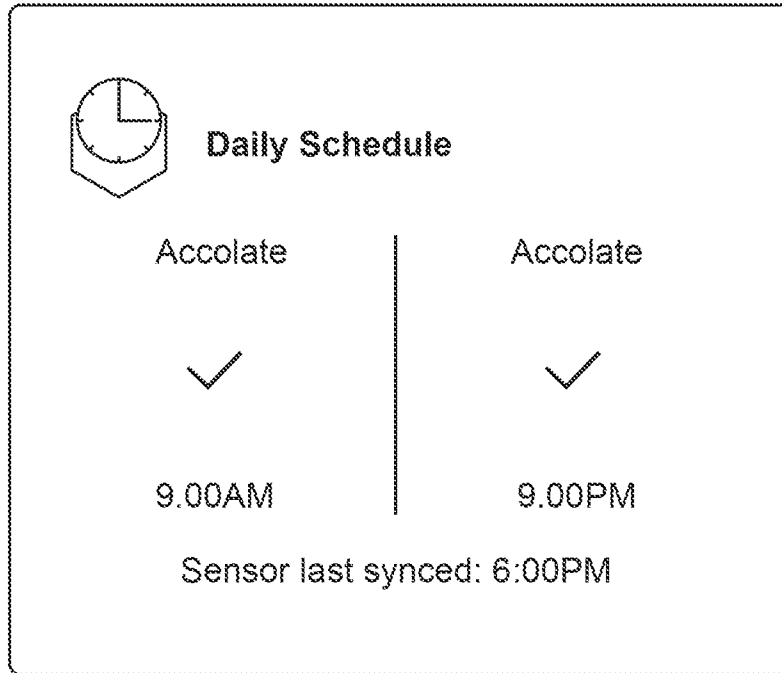 Daily Schedule
Accolate Accolate
9.00AM 9.00PM
Sensor last synced: 6:00PM